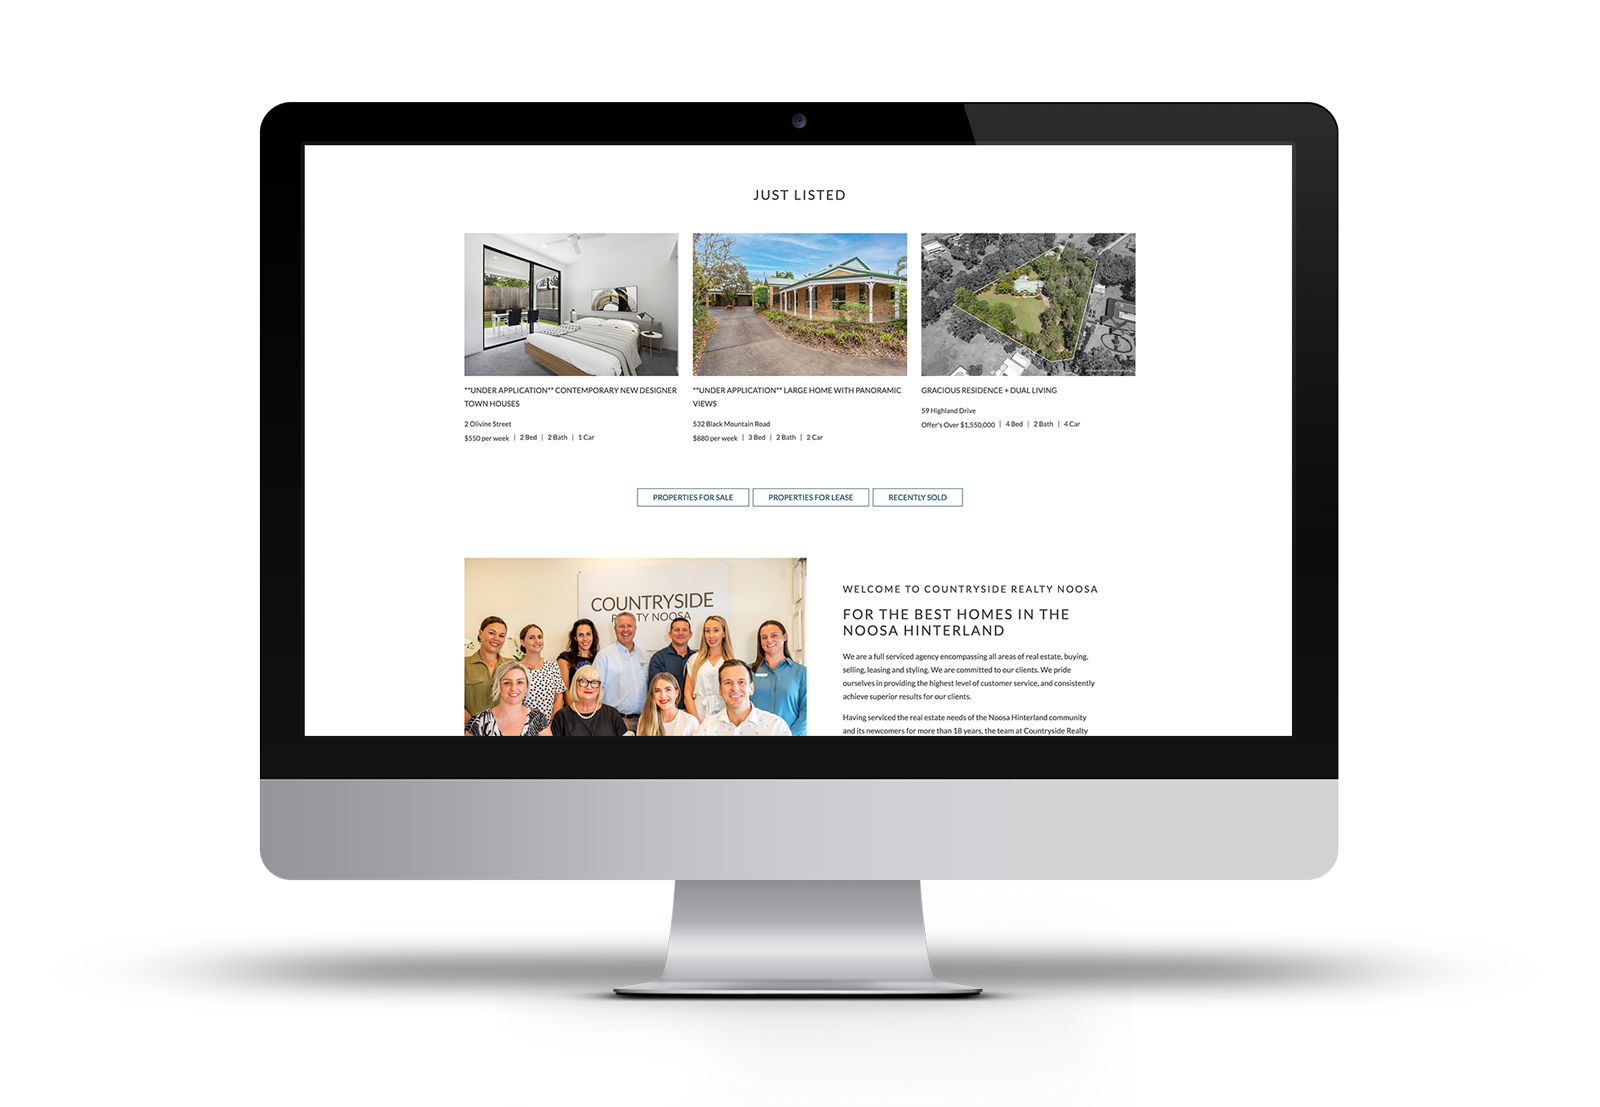 JUST LISTED
**UNDER APPLICATION** CONTEMPORARY NEW DESIGNER
TOWN HOUSES
2 Olivine Street
$550 per week | 2 Bed | 2 Bath | 1 Car
**UNDER APPLICATION** LARGE HOME WITH PANORAMIC
VIEWS
532 Black Mountain Road
$880 per week | 3 Bed | 2 Bath | 2 Car
GRACIOUS RESIDENCE + DUAL LIVING
59 Highland Drive
Offer's Over $1,550,000 | 4 Bed | 2 Bath | 4 Car
PROPERTIES FOR SALE
PROPERTIES FOR LEASE
RECENTLY SOLD
COUNTRYSIDE
REALTY NOOSA
WELCOME TO COUNTRYSIDE REALTY NOOSA
FOR THE BEST HOMES IN THE
NOOSA HINTERLAND
We are a full serviced agency encompassing all areas of real estate, buying,
selling, leasing and styling. We are committed to our clients. We pride
ourselves in providing the highest level of customer service, and consistently
achieve superior results for our clients.
Having serviced the real estate needs of the Noosa Hinterland community
and its newcomers for more than 18 years, the team at Countryside Realty